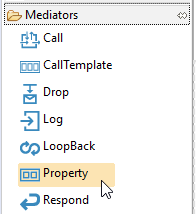 Mediators
Call
CallTemplate
Drop
Log
LoopBack
Property
Respond